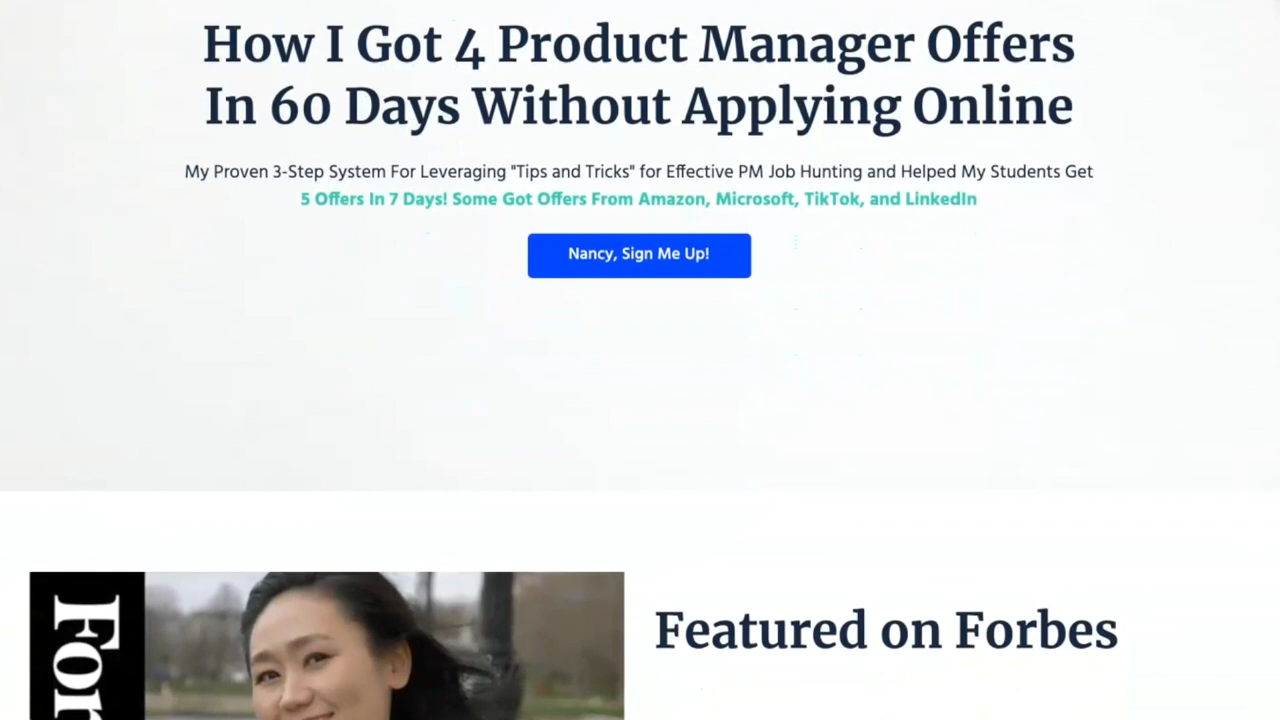 How I Got 4 Product Manager Offers
In 60 Days Without Applying Online
My Proven 3-Step System For Leveraging "Tips and Tricks" for Effective PM Job Hunting and Helped My Students Get
5 Offers In 7 Days! Some Got Offers From Amazon, Microsoft, TikTok, and LinkedIn
Nancy, Sign Me Up!
Featured on Forbes